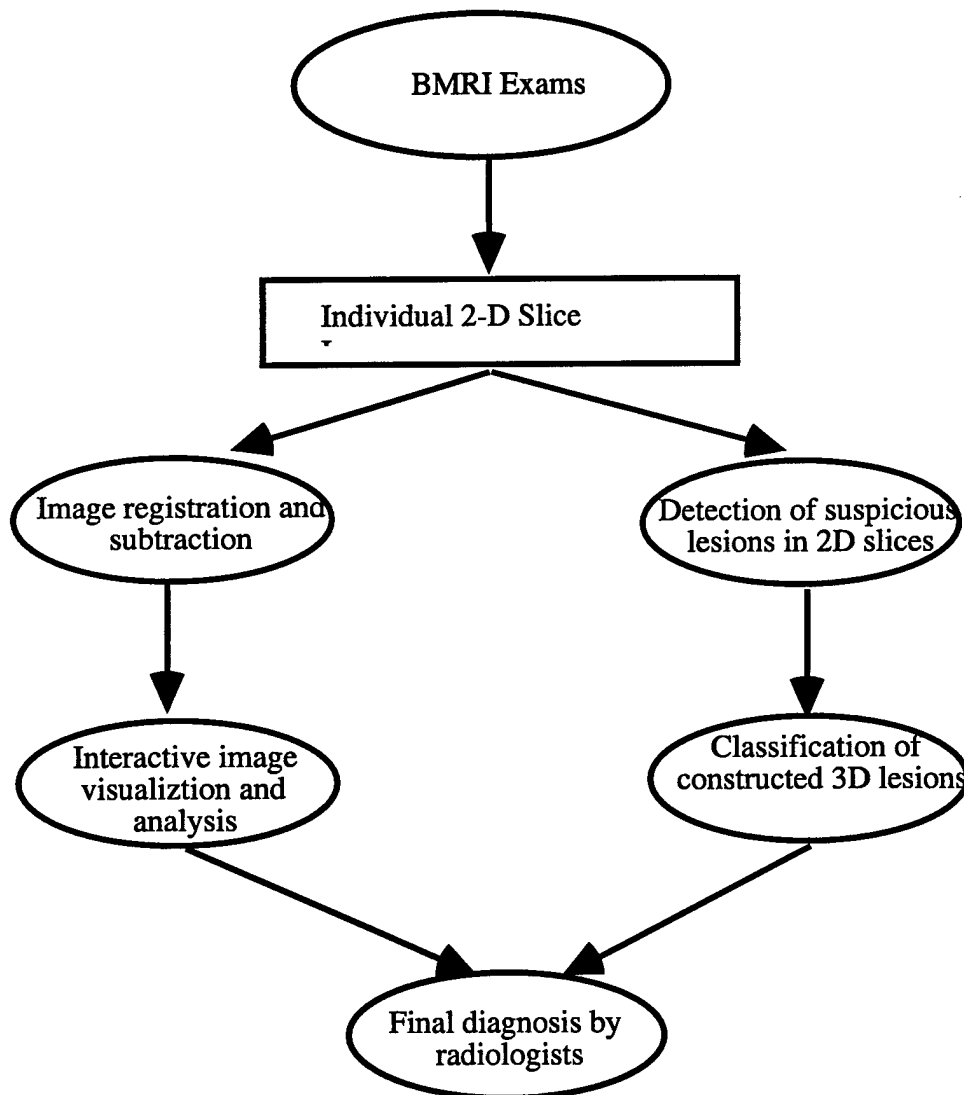 BMRI Exams
Individual 2-D Slice
Image registration and
subtraction
Detection of suspicious
lesions in 2D slices
Interactive image
visualiztion and
analysis
Classification of
constructed 3D lesions
Final diagnosis by
radiologists